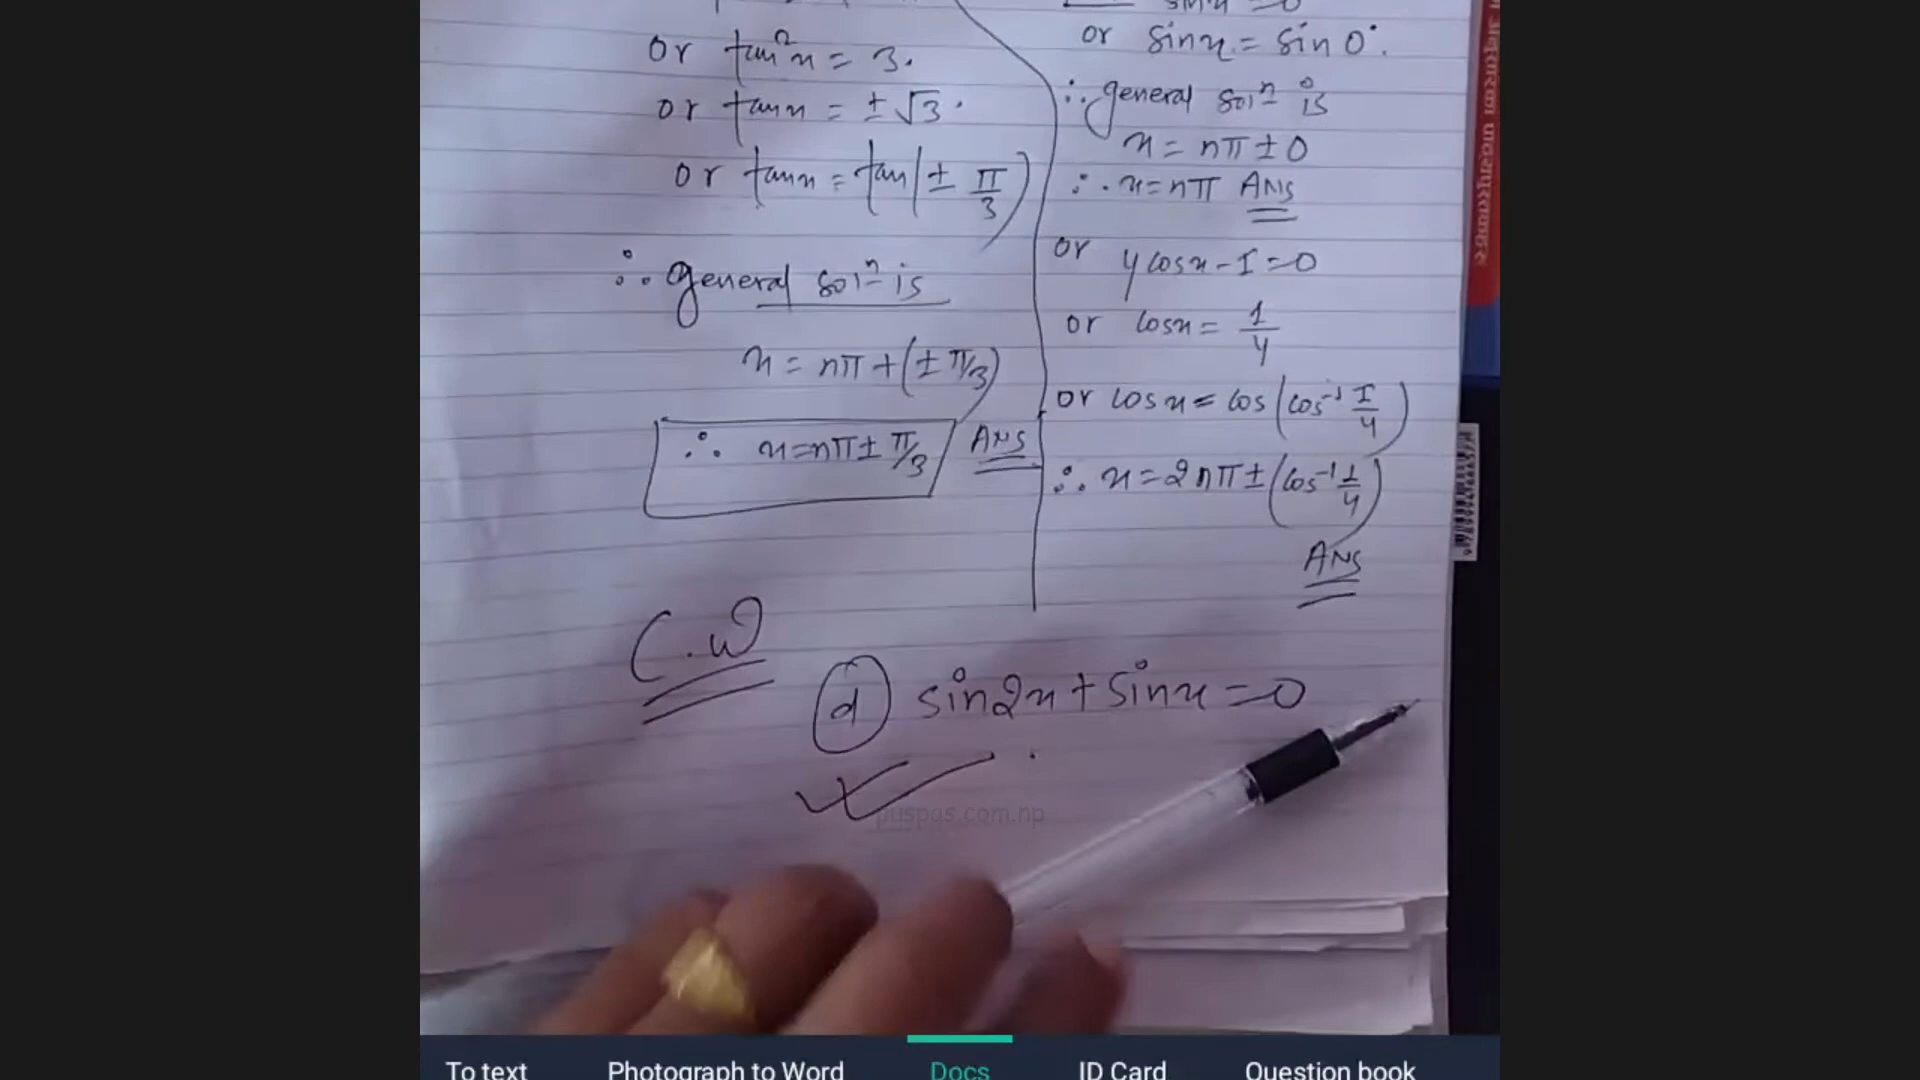 or tan²x = 3.
or tanx = ±√3.
or tanx = tan(± π/3)
∴ general solⁿ is
x = nπ + (± π/3)
∴ x = nπ ± π/3 Ans
sinx = 0
or sinx = sin0°.
∴ general solⁿ is
x = nπ ± 0
∴ x = nπ Ans
or 4cosx - 1 = 0
or cosx = 1/4
or cosx = cos(cos⁻¹ 1/4)
∴ x = 2nπ ± (cos⁻¹ 1/4)
Ans
C.W
(d) sin2x + sinx = 0
puspas.com.np
To text
Photograph to Word
Docs
ID Card
Question book